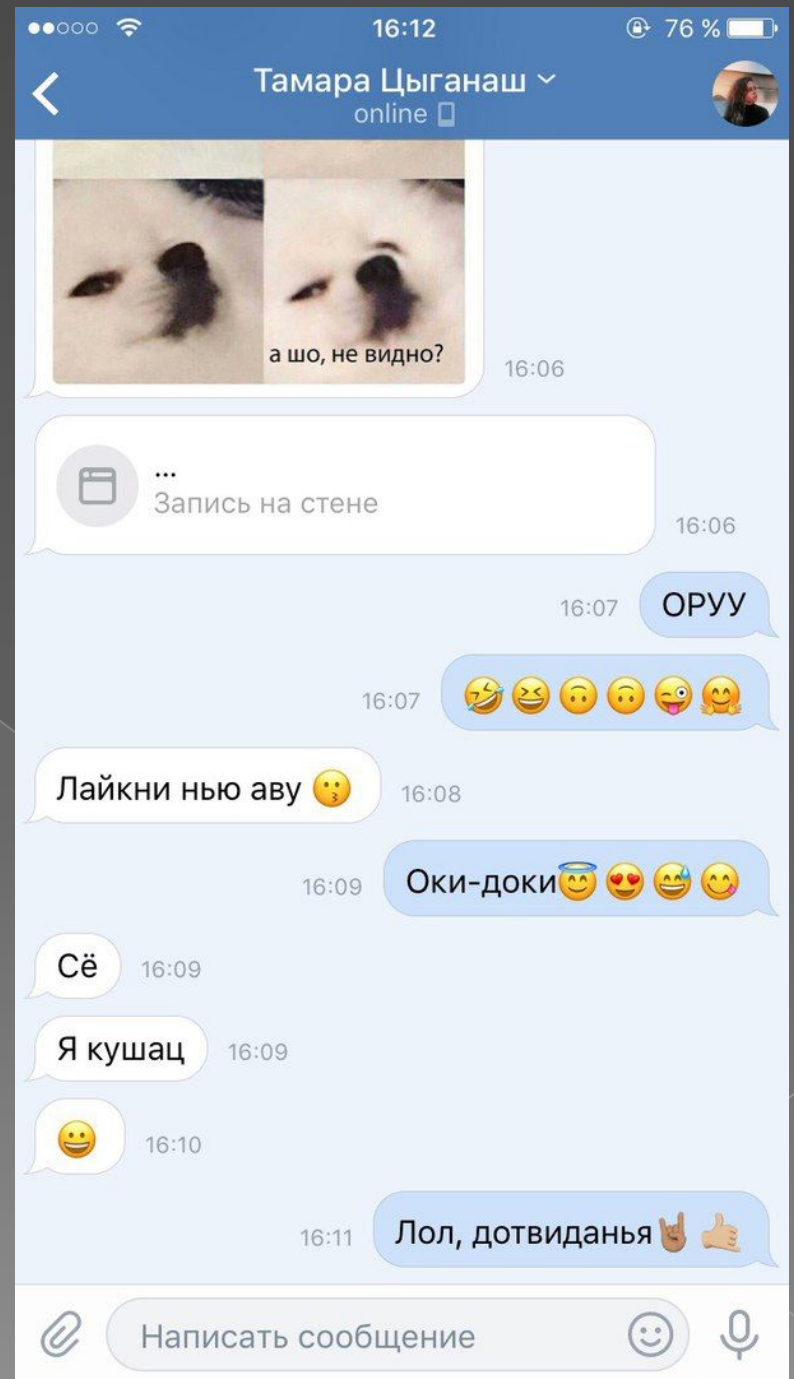 16:12
76 %
Тамара Цыганаш
online
а шо, не видно?
16:06
...
Запись на стене
16:06
16:07 ОРУУ
16:07 🤣😆🙃🙃😜🤗
Лайкни нью аву 😗 16:08
16:09 Оки-доки😇😍😅😋
Сё 16:09
Я кушац 16:09
😀 16:10
16:11 Лол, дотвиданья🤘🏽🤙🏼
Написать сообщение